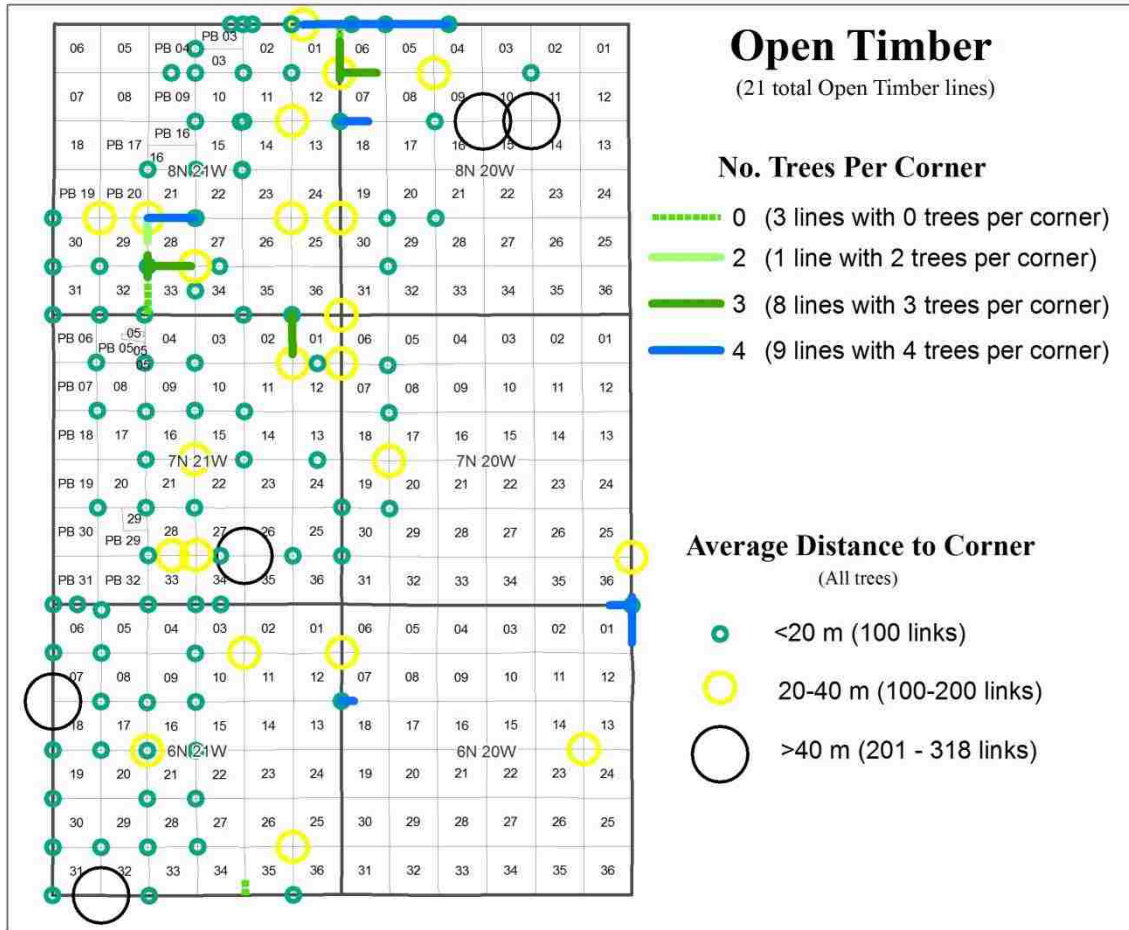 Open Timber
(21 total Open Timber lines)
No. Trees Per Corner
0 (3 lines with 0 trees per corner)
2 (1 line with 2 trees per corner)
3 (8 lines with 3 trees per corner)
4 (9 lines with 4 trees per corner)
Average Distance to Corner
(All trees)
<20 m (100 links)
20-40 m (100-200 links)
>40 m (201 - 318 links)
PB 03
06 05 PB 04 03 02 01 06 05 04 03 02 01
07 08 PB 09 10 11 12 07 08 09 10 11 12
PB 16
18 PB 17 16 15 14 13 18 17 16 15 14 13
8N 21W 8N 20W
PB 19 PB 20 21 22 23 24 19 20 21 22 23 24
30 29 28 27 26 25 30 29 28 27 26 25
31 32 33 34 35 36 31 32 33 34 35 36
05
PB 06 PB 05 05 04 03 02 01 06 05 04 03 02 01
05
PB 07 08 09 10 11 12 07 08 09 10 11 12
PB 18 17 16 15 14 13 18 17 16 15 14 13
7N 21W 7N 20W
PB 19 20 21 22 23 24 19 20 21 22 23 24
29
PB 30 PB 29 28 27 26 25 30 29 28 27 26 25
PB 31 PB 32 33 34 35 36 31 32 33 34 35 36
06 05 04 03 02 01 06 05 04 03 02 01
07 08 09 10 11 12 07 08 09 10 11 12
18 17 16 15 14 13 18 17 16 15 14 13
6N 21W 6N 20W
19 20 21 22 23 24 19 20 21 22 23 24
30 29 28 27 26 25 30 29 28 27 26 25
31 32 33 34 35 36 31 32 33 34 35 36